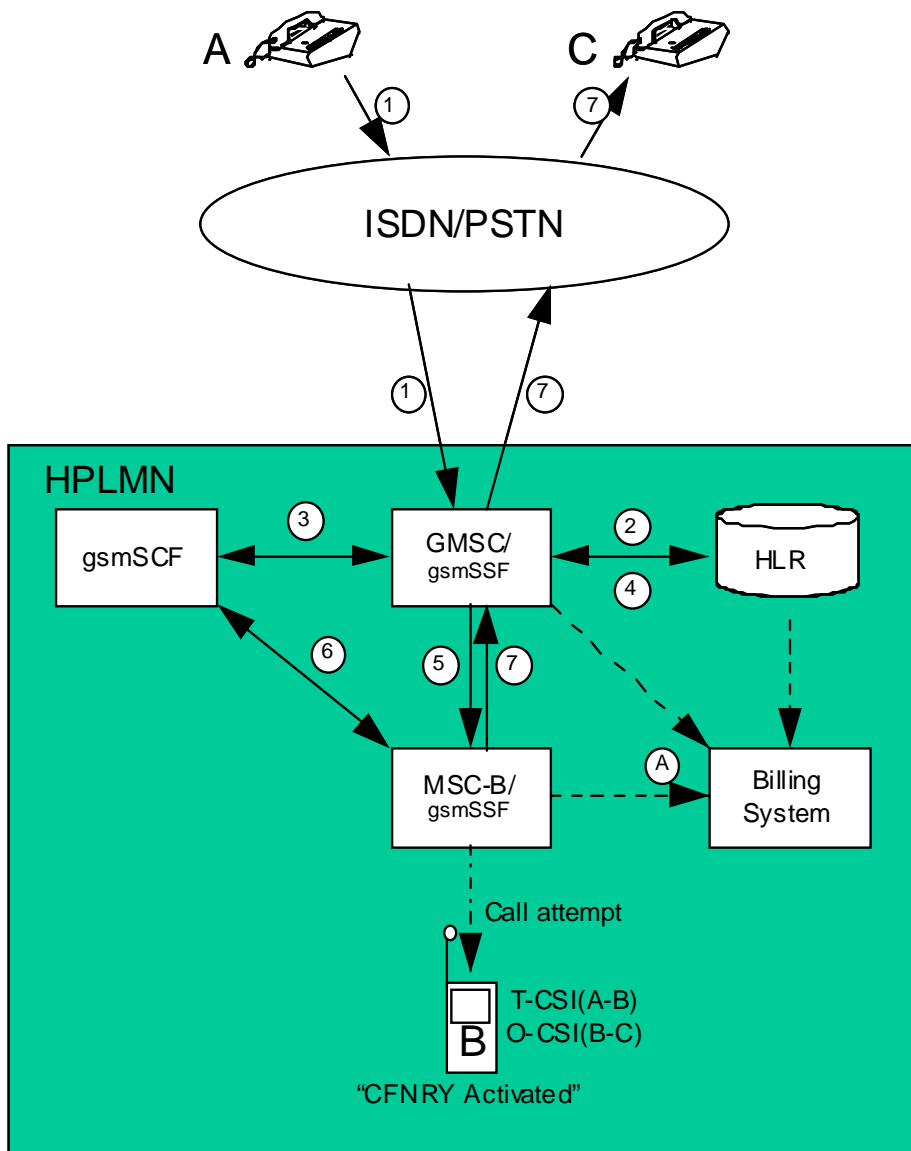 A
C
1
7
ISDN/PSTN
1
7
HPLMN
gsmSCF
3
GMSC/
gsmSSF
2
4
HLR
6
5
7
MSC-B/
gsmSSF
A
Billing
System
Call attempt
T-CSI(A-B)
O-CSI(B-C)
B
“CFNRY Activated”